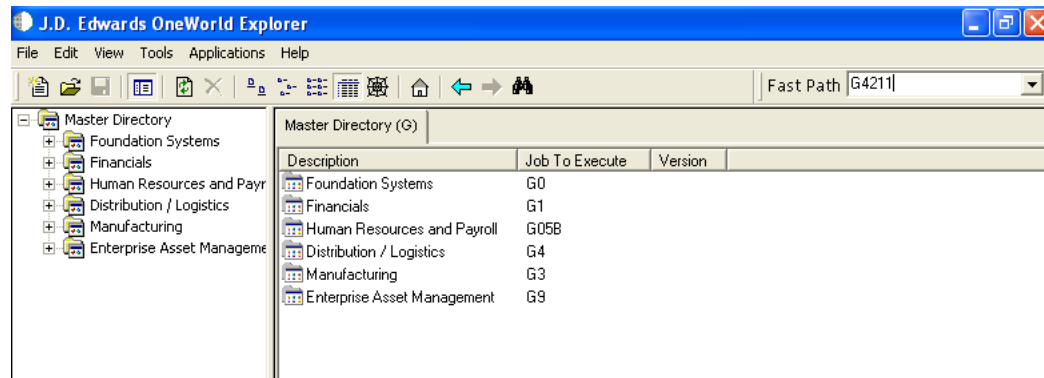 J.D. Edwards OneWorld Explorer
File Edit View Tools Applications Help
Fast Path G4211
Master Directory
Foundation Systems
Financials
Human Resources and Payr
Distribution / Logistics
Manufacturing
Enterprise Asset Manageme
Master Directory (G)
Description Job To Execute Version
Foundation Systems G0
Financials G1
Human Resources and Payroll G05B
Distribution / Logistics G4
Manufacturing G3
Enterprise Asset Management G9